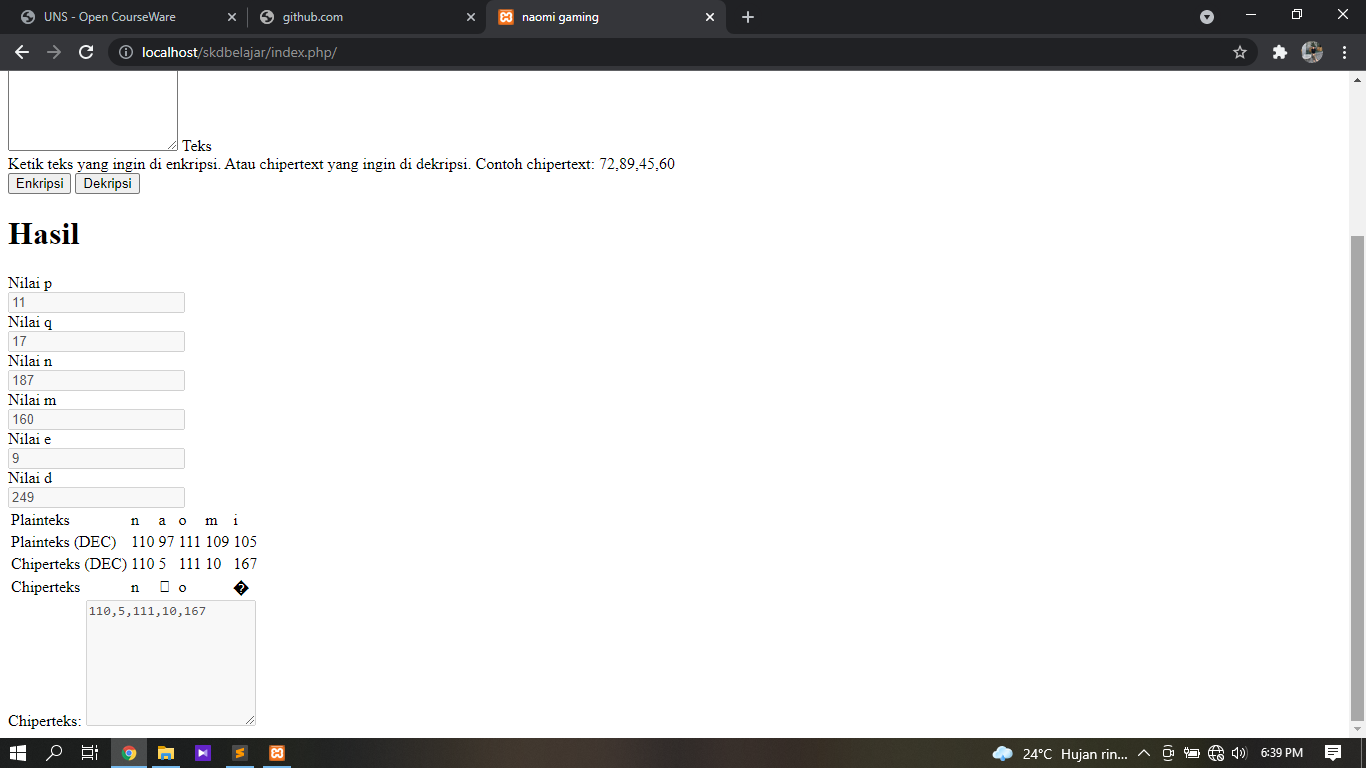 UNS - Open CourseWare
github.com
naomi gaming
localhost/skdbelajar/index.php/
Teks
Ketik teks yang ingin di enkripsi. Atau chipertext yang ingin di dekripsi. Contoh chipertext: 72,89,45,60
Enkripsi Dekripsi
Hasil
Nilai p
11
Nilai q
17
Nilai n
187
Nilai m
160
Nilai e
9
Nilai d
249
Plainteks n a o m i
Plainteks (DEC) 110 97 111 109 105
Chiperteks (DEC) 110 5 111 10 167
Chiperteks n o �
110,5,111,10,167
Chiperteks:
24°C Hujan rin... 6:39 PM